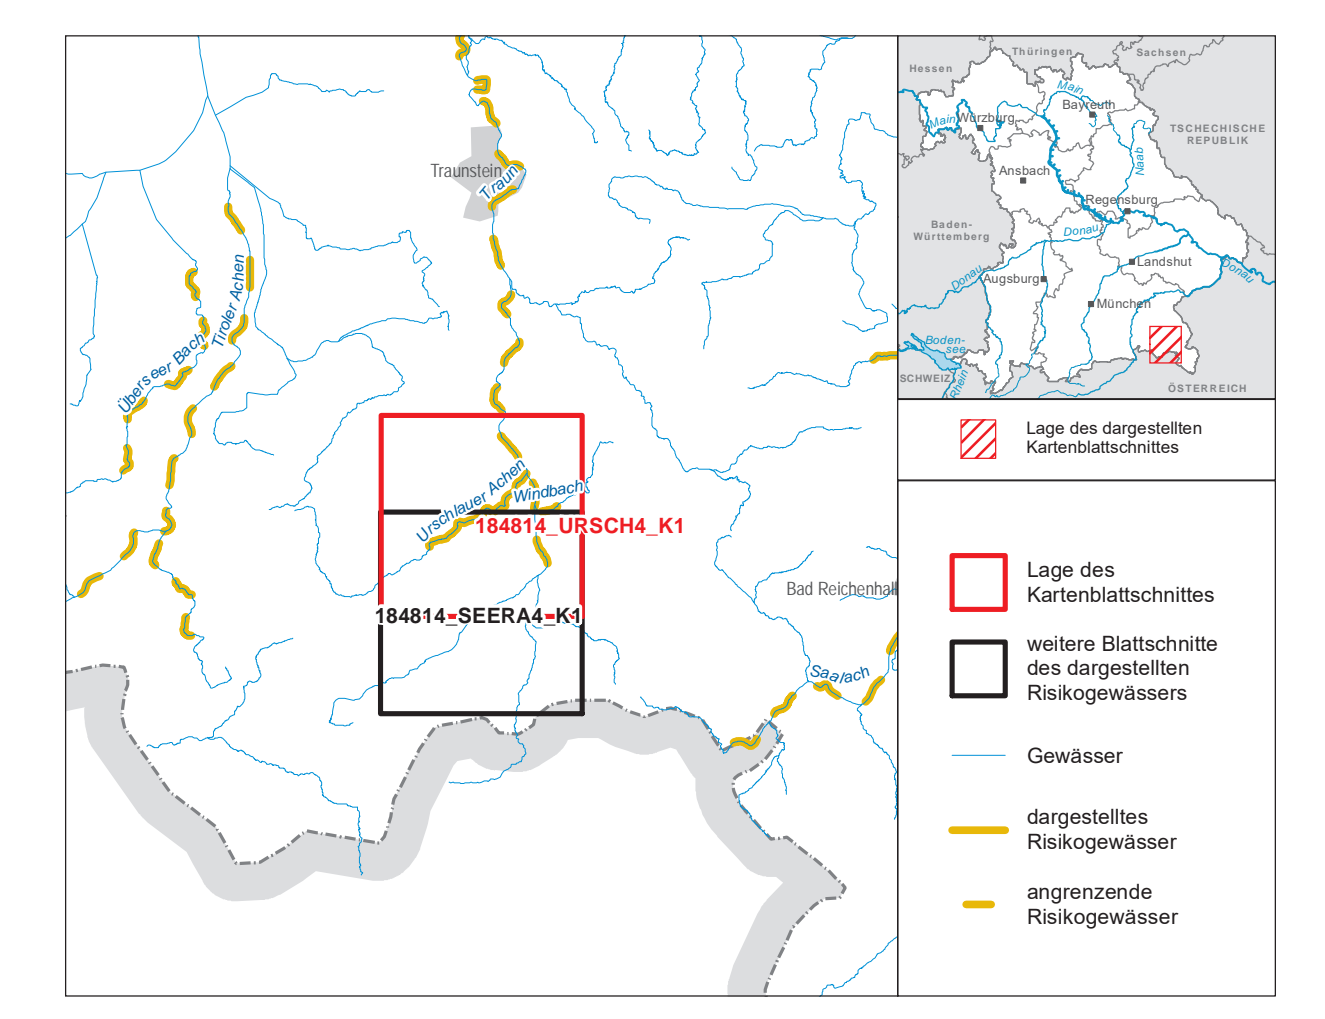 Traunstein
Traun
Tiroler Achen
Überseer Bach
Urschlauer Achen
Windbach
184814_URSCH4_K1
184814_SEERA4_K1
Bad Reichenhall
Saalach
Thüringen
Sachsen
Hessen
Main
Bayreuth
Main
Würzburg
TSCHECHISCHE
REPUBLIK
Naab
Ansbach
Regensburg
Baden-
Württemberg
Donau
Landshut
Donau
Donau
Augsburg
München
Boden-
see
SCHWEIZ
Rhein
ÖSTERREICH
Lage des dargestellten
Kartenblattschnittes
Lage des
Kartenblattschnittes
weitere Blattschnitte
des dargestellten
Risikogewässers
Gewässer
dargestelltes
Risikogewässer
angrenzende
Risikogewässer